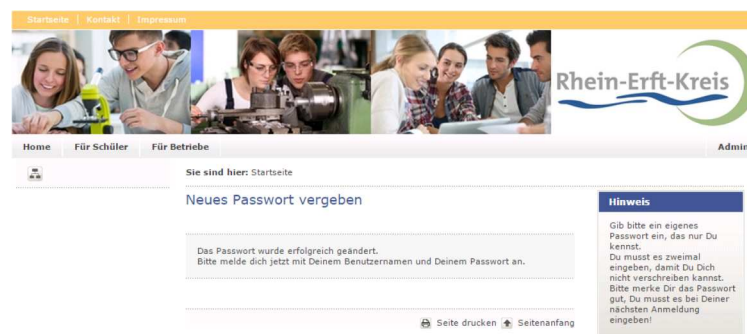 Startseite | Kontakt | Impressum
Rhein-Erft-Kreis
Home Für Schüler Für Betriebe Admin
Sie sind hier: Startseite
Neues Passwort vergeben
Das Passwort wurde erfolgreich geändert.
Bitte melde dich jetzt mit Deinem Benutzernamen und Deinem Passwort an.
Seite drucken Seitenanfang
Hinweis
Gib bitte ein eigenes
Passwort ein, das nur Du
kennst.
Du musst es zweimal
eingeben, damit Du Dich
nicht verschreiben kannst.
Bitte merke Dir das Passwort
gut, Du musst es bei Deiner
nächsten Anmeldung
eingeben!